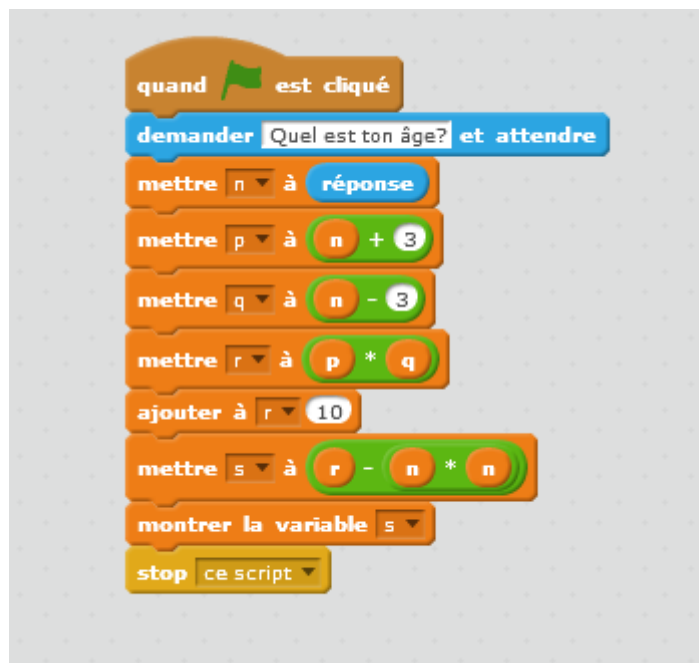 quand est cliqué
demander Quel est ton âge? et attendre
mettre n à réponse
mettre p à n + 3
mettre q à n - 3
mettre r à p * q
ajouter à r 10
mettre s à r - n * n
montrer la variable s
stop ce script